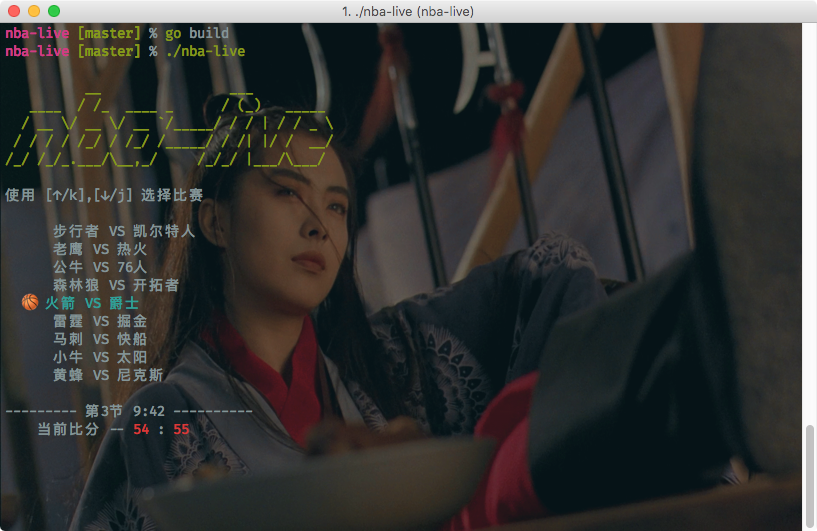 1. ./nba-live (nba-live)
nba-live [master] % go build
nba-live [master] % ./nba-live
nba-live
使用 [↑/k],[↓/j] 选择比赛
步行者 VS 凯尔特人
老鹰 VS 热火
公牛 VS 76人
森林狼 VS 开拓者
🏀 火箭 VS 爵士
雷霆 VS 掘金
马刺 VS 快船
小牛 VS 太阳
黄蜂 VS 尼克斯
--------- 第3节 9:42 ----------
当前比分 -- 54 : 55